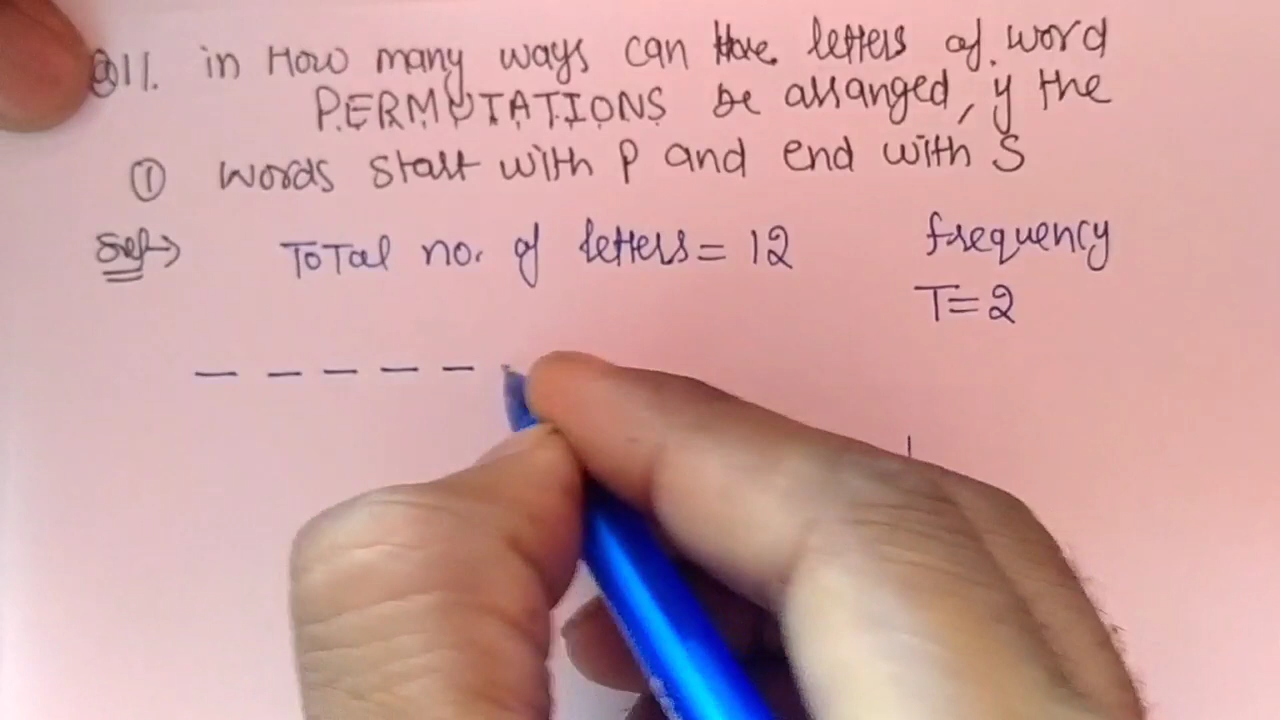 Q11. in How many ways can the letters of word
PERMUTATIONS be arranged, if the
① words start with P and end with S
Sol→ Total no. of letters = 12 frequency
T=2